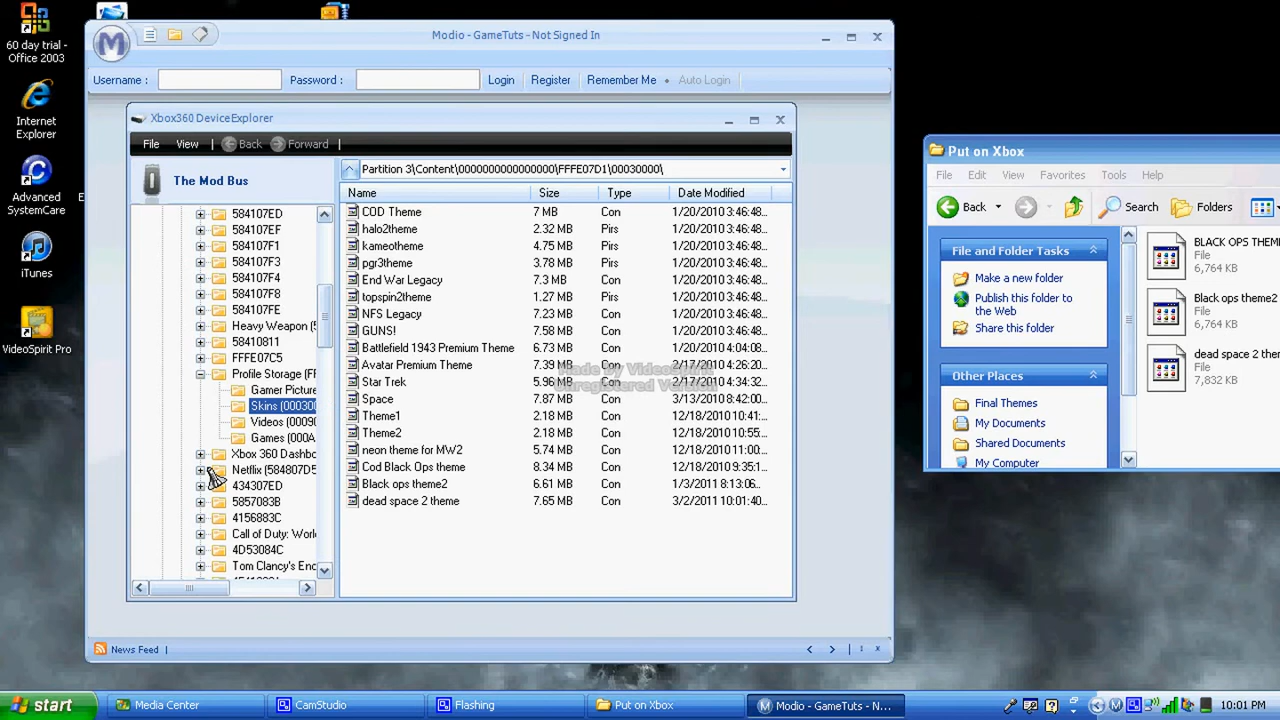 60 day trial -
Office 2003
Internet
Explorer
Advanced
SystemCare
E
iTunes
VideoSpirit Pro
Modio - GameTuts - Not Signed In
Username :
Password :
Login
Register
Remember Me
Auto Login
Xbox360 DeviceExplorer
File
View
Back
Forward
The Mod Bus
Partition 3\Content\0000000000000000\FFFE07D1\00030000\
584107ED
584107EF
584107F1
584107F3
584107F4
584107F8
584107FE
Heavy Weapon (5
58410811
FFFE07C5
Profile Storage (FF
Gamer Picture
Skins (000300
Videos (00090
Games (000A
Xbox 360 Dashbo
Netflix (584807D5
434307ED
5857083B
4156883C
Call of Duty: Worl
4D53084C
Tom Clancy's End
Name Size Type Date Modified
COD Theme 7 MB Con 1/20/2010 3:46:48...
halo2theme 2.32 MB Pirs 1/20/2010 3:46:48...
kameotheme 4.75 MB Pirs 1/20/2010 3:46:48...
pgr3theme 3.78 MB Pirs 1/20/2010 3:46:48...
End War Legacy 7.3 MB Con 1/20/2010 3:46:48...
topspin2theme 1.27 MB Pirs 1/20/2010 3:46:48...
NFS Legacy 7.14 MB Con 1/20/2010 3:46:48...
GUNS! 7.58 MB Con 1/20/2010 3:46:48...
Battlefield 1943 Premium Theme 6.73 MB Con 1/20/2010 4:04:08...
Avatar Premium Theme 7.39 MB Con 2/17/2010 4:26:20...
Star Trek 5.96 MB Con 2/17/2010 4:34:32...
Space 7.87 MB Con 3/13/2010 8:42:00...
Theme1 2.18 MB Con 12/18/2010 10:41:...
Theme2 2.18 MB Con 12/18/2010 10:55:...
neon theme for MW2 7.65 MB Con 12/18/2010 10:46:...
Cod Black Ops theme 8.34 MB Con 12/18/2010 9:35:1...
Black ops theme2 6.61 MB Con 1/3/2011 8:13:06...
dead space 2 theme 7.65 MB Con 3/2/2011 10:01:40...
Made By VideoSpirit
Unregistered Version
News Feed
Put on Xbox
File
Edit
View
Favorites
Tools
Help
Back
Search
Folders
File and Folder Tasks
Make a new folder
Publish this folder to
the Web
Share this folder
Other Places
Final Themes
My Documents
Shared Documents
My Computer
BLACK OPS THEM
File
6,764 KB
Black ops theme2
File
6,764 KB
dead space 2 them
File
7,832 KB
start
Media Center
CamStudio
Flashing
Put on Xbox
Modio - GameTuts - N...
10:01 PM